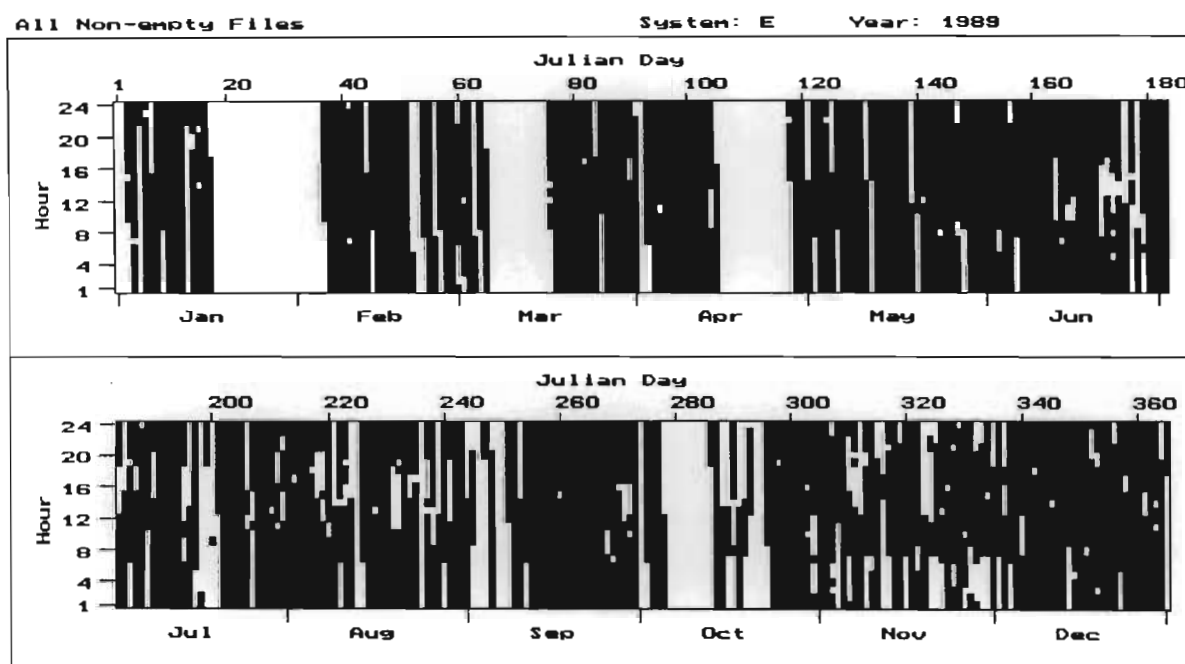 All Non-empty Files System: E Year: 1989
Julian Day
1 20 40 60 80 100 120 140 160 180
24
20
16
12
8
4
1
Hour
Jan Feb Mar Apr May Jun
Julian Day
200 220 240 260 280 300 320 340 360
24
20
16
12
8
4
1
Hour
Jul Aug Sep Oct Nov Dec